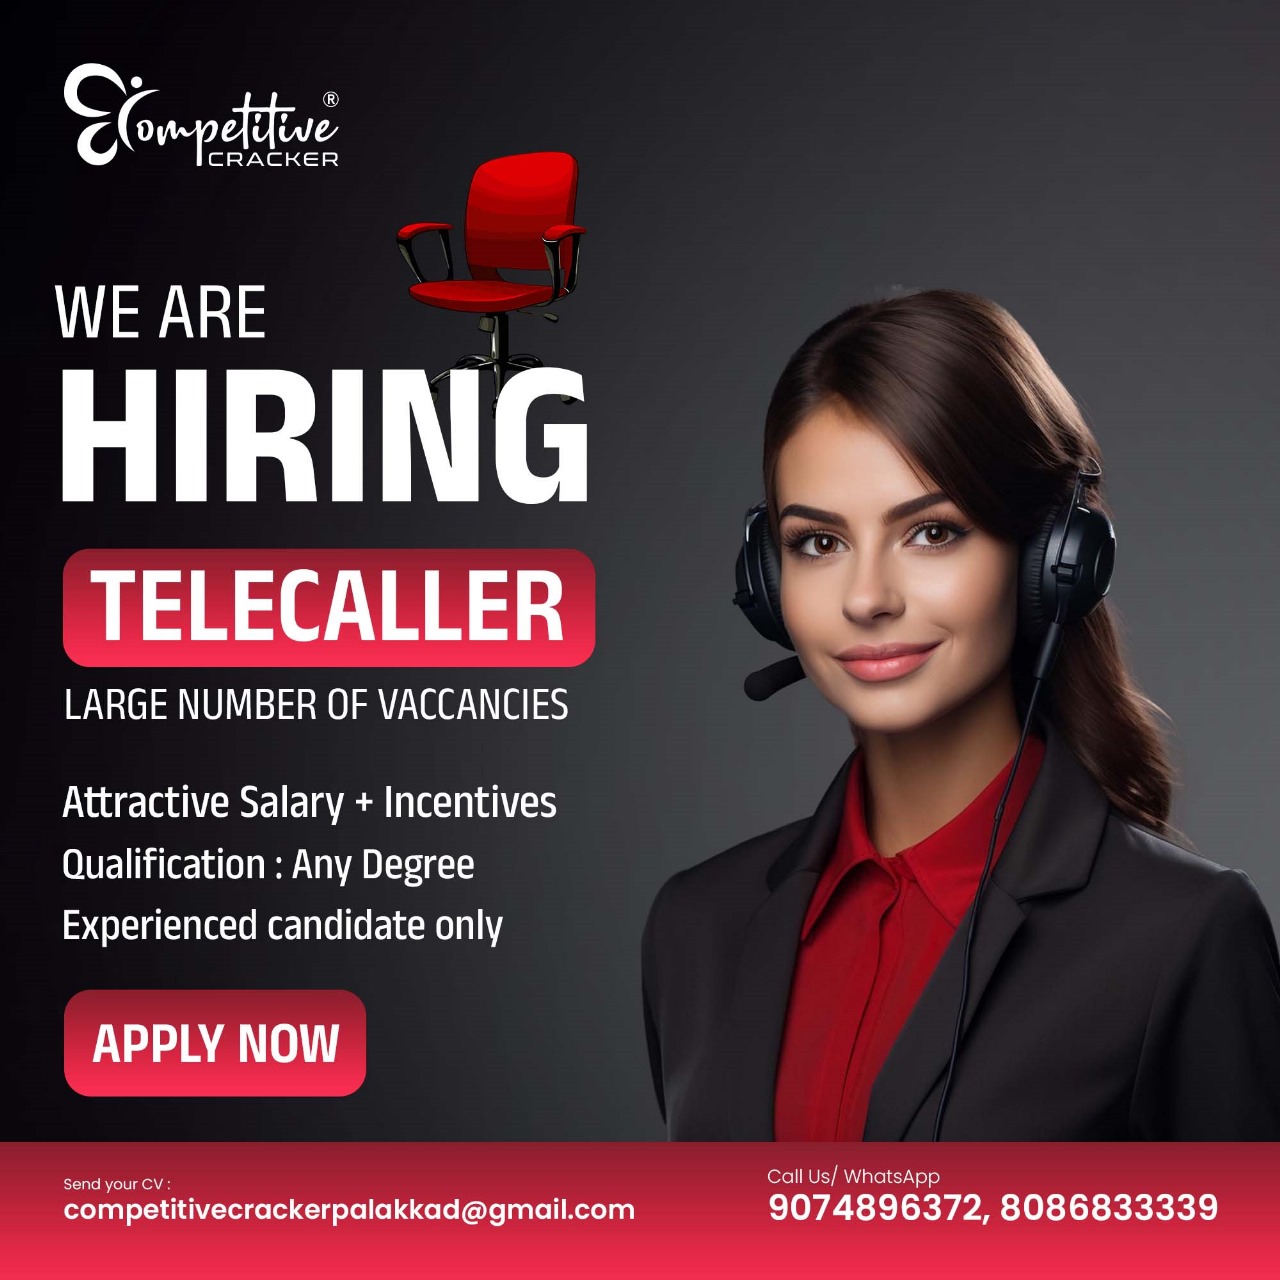 Competitive®
CRACKER
WE ARE
HIRING
TELECALLER
LARGE NUMBER OF VACCANCIES
Attractive Salary + Incentives
Qualification : Any Degree
Experienced candidate only
APPLY NOW
Send your CV :
competitivecrackerpalakkad@gmail.com
Call Us/ WhatsApp
9074896372, 8086833339